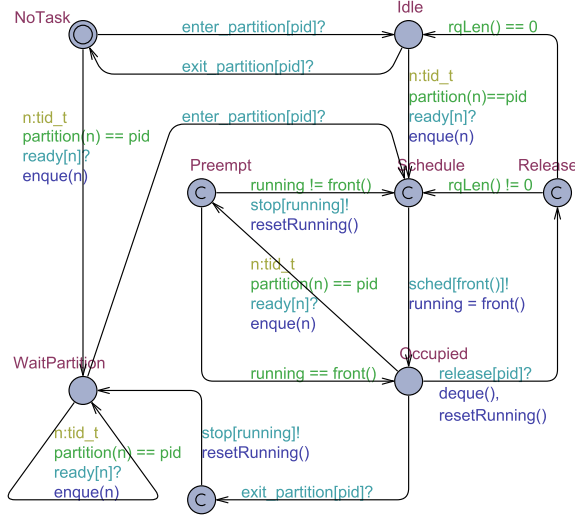 NoTask
Idle
enter_partition[pid]?
rqLen() == 0
exit_partition[pid]?
n:tid_t
partition(n)==pid
ready[n]?
enque(n)
n:tid_t
partition(n) == pid
ready[n]?
enque(n)
enter_partition[pid]?
Preempt
Schedule
Release
C
C
C
running != front()
stop[running]!
resetRunning()
rqLen() != 0
n:tid_t
partition(n) == pid
ready[n]?
enque(n)
sched[front()]!
running = front()
WaitPartition
Occupied
running == front()
release[pid]?
deque(),
resetRunning()
n:tid_t
partition(n) == pid
ready[n]?
enque(n)
stop[running]!
resetRunning()
C
exit_partition[pid]?